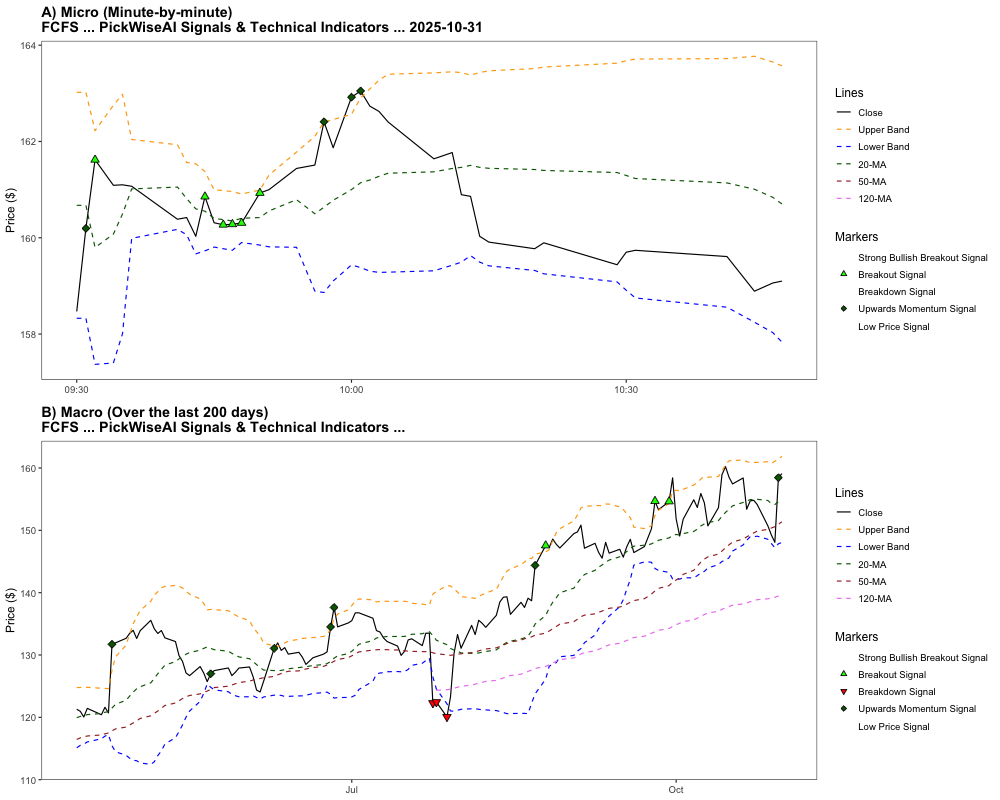 A) Micro (Minute-by-minute)
FCFS ... PickWiseAI Signals & Technical Indicators ... 2025-10-31
Price ($)
164
162
160
158
09:30
10:00
10:30
Lines
Close
Upper Band
Lower Band
20-MA
50-MA
120-MA
Markers
Strong Bullish Breakout Signal
Breakout Signal
Breakdown Signal
Upwards Momentum Signal
Low Price Signal
B) Macro (Over the last 200 days)
FCFS ... PickWiseAI Signals & Technical Indicators ...
Price ($)
160
150
140
130
120
110
Jul
Oct
Lines
Close
Upper Band
Lower Band
20-MA
50-MA
120-MA
Markers
Strong Bullish Breakout Signal
Breakout Signal
Breakdown Signal
Upwards Momentum Signal
Low Price Signal